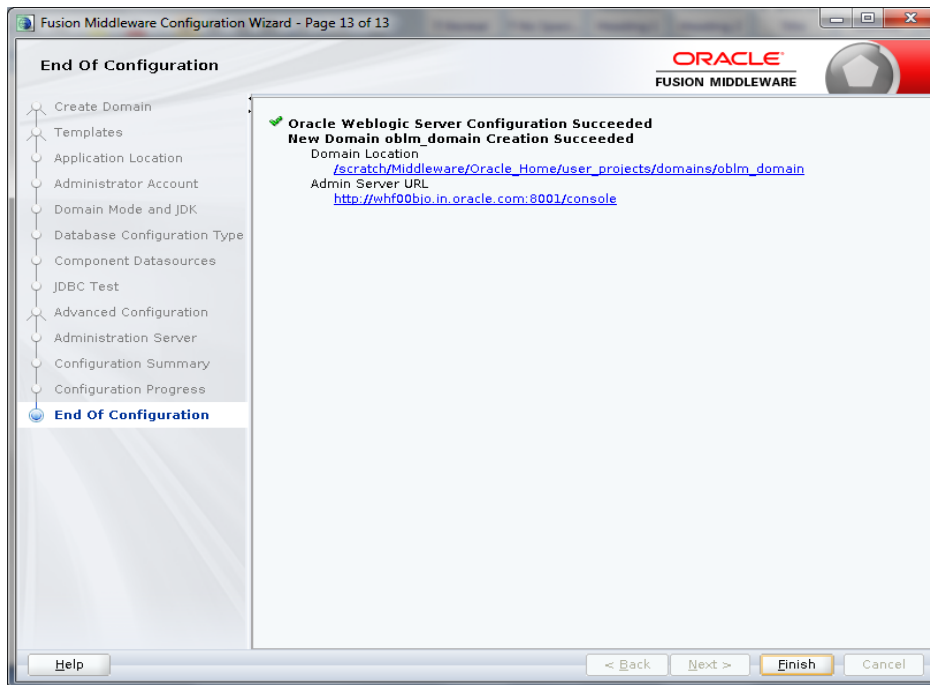 Fusion Middleware Configuration Wizard - Page 13 of 13
End Of Configuration
ORACLE
FUSION MIDDLEWARE
Create Domain
Templates
Application Location
Administrator Account
Domain Mode and JDK
Database Configuration Type
Component Datasources
JDBC Test
Advanced Configuration
Administration Server
Configuration Summary
Configuration Progress
End Of Configuration
Oracle Weblogic Server Configuration Succeeded
New Domain oblm_domain Creation Succeeded
Domain Location
/scratch/Middleware/Oracle_Home/user_projects/domains/oblm_domain
Admin Server URL
http://whf00bjo.in.oracle.com:8001/console
Help
< Back
Next >
Finish
Cancel